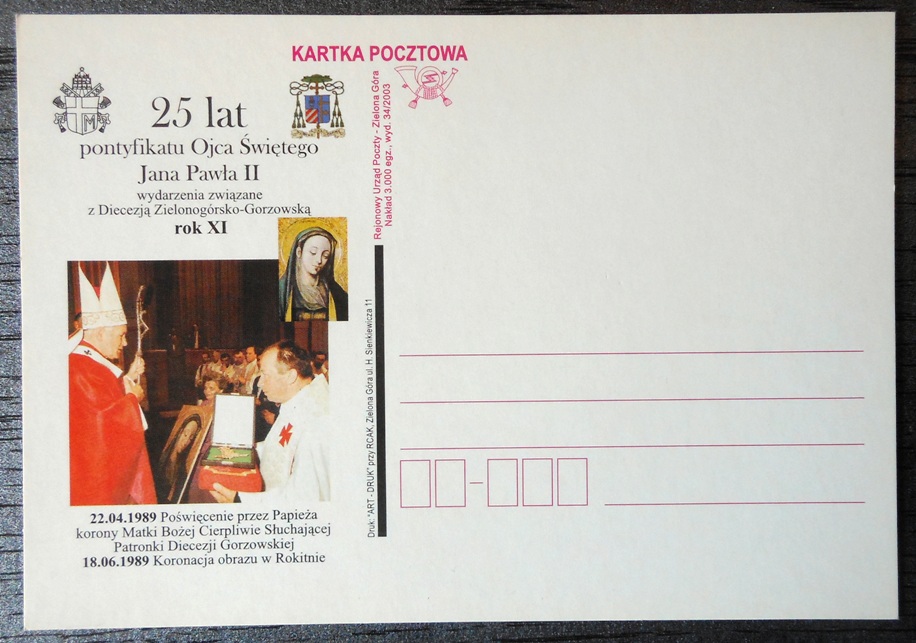 KARTKA POCZTOWA
25 lat
pontyfikatu Ojca Świętego
Jana Pawła II
wydarzenia związane
z Diecezją Zielonogórsko-Gorzowską
rok XI
22.04.1989 Poświęcenie przez Papieża
korony Matki Bożej Cierpliwie Słuchającej
Patronki Diecezji Gorzowskiej
18.06.1989 Koronacja obrazu w Rokitnie
Rejonowy Urząd Poczty - Zielona Góra
Nakład 3.000 egz., wyd. 34/2003
Druk: "ART - DRUK" przy RCAK, Zielona Góra ul. H. Sienkiewicza 11